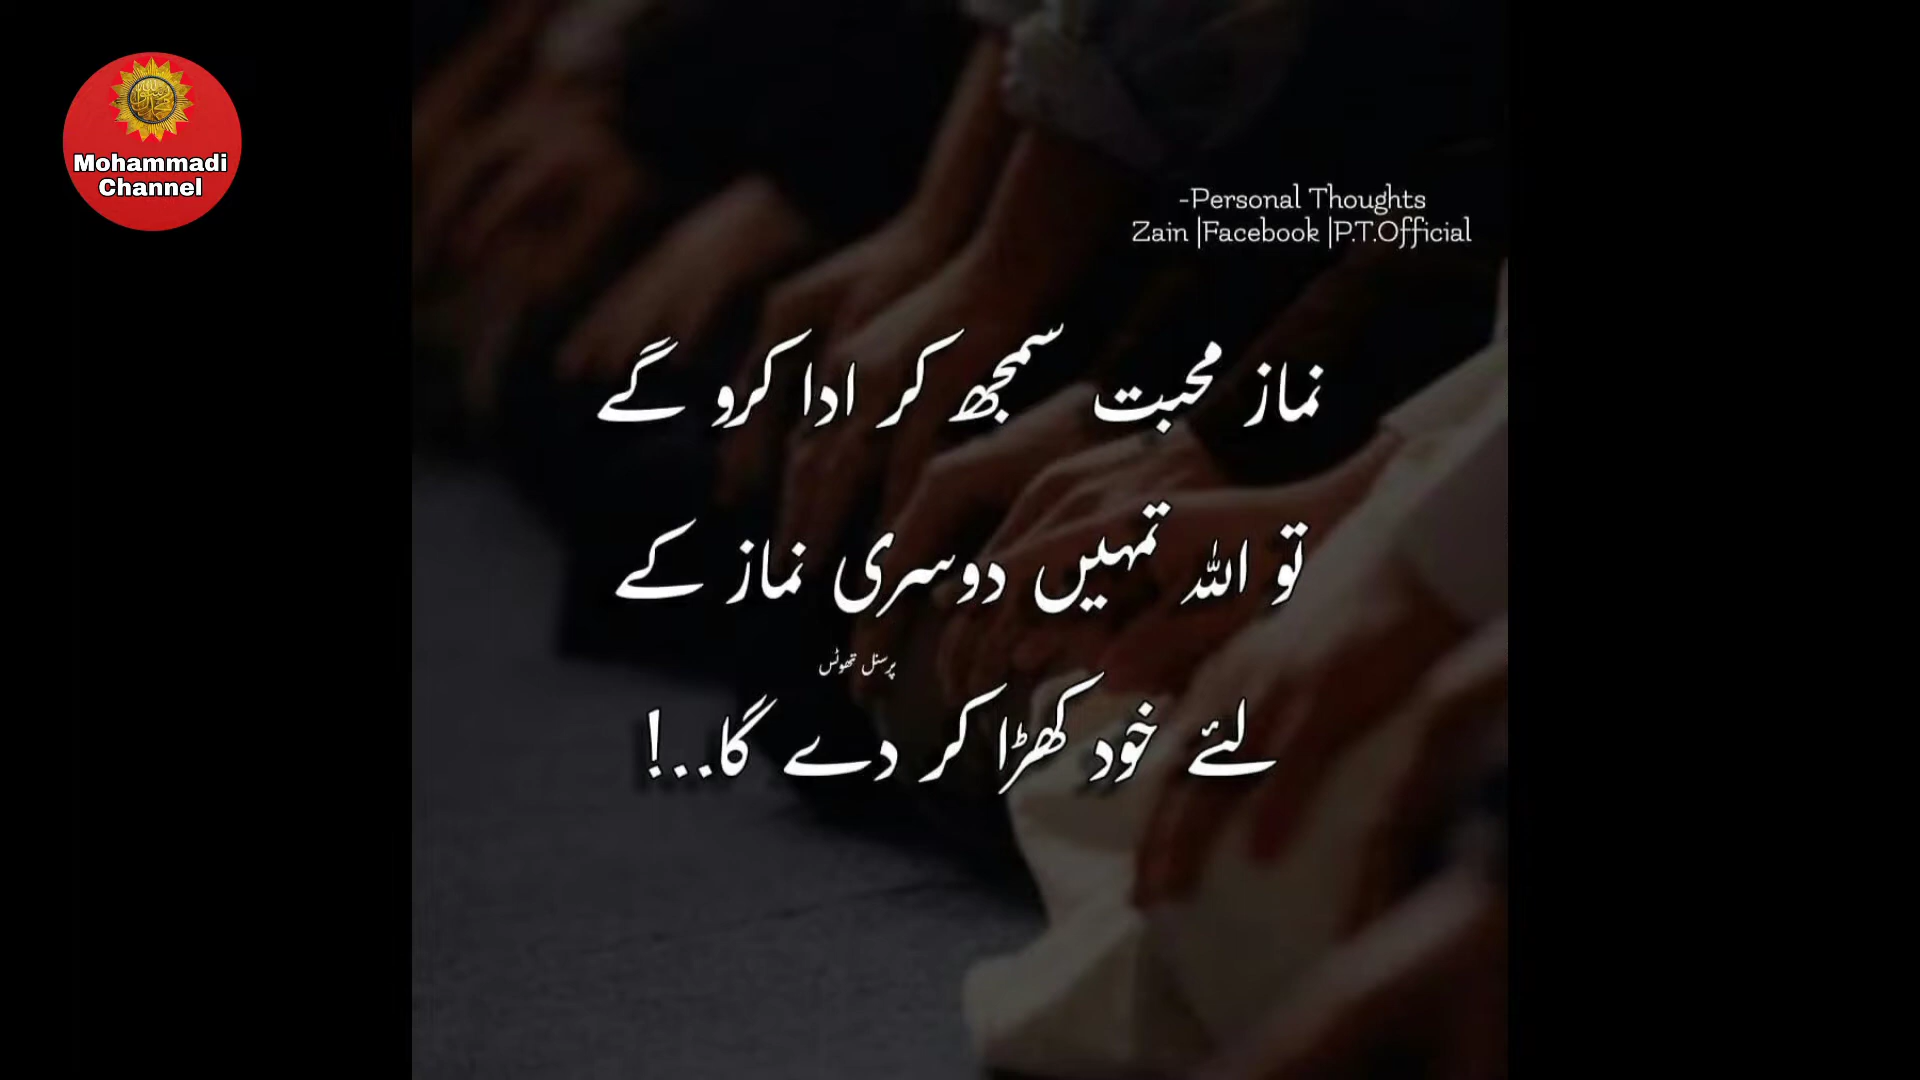 Mohammadi
Channel
-Personal Thoughts
Zain |Facebook |P.T.Official
نماز محبت سمجھ کر ادا کرو گے
تو اللہ تمہیں دوسری نماز کے
پرسنل تھوٹس
لئے خود کھڑا کر دے گا...!